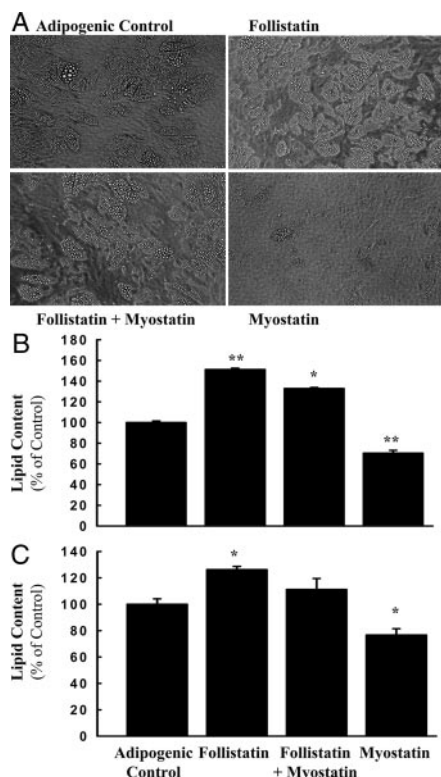 A
Adipogenic Control Follistatin
Follistatin + Myostatin Myostatin
B
Lipid Content
(% of Control)
180
160
140
120
100
80
60
40
20
0
**
*
**
C
Lipid Content
(% of Control)
140
120
100
80
60
40
20
0
*
*
Adipogenic
Control
Follistatin
Follistatin
+ Myostatin
Myostatin